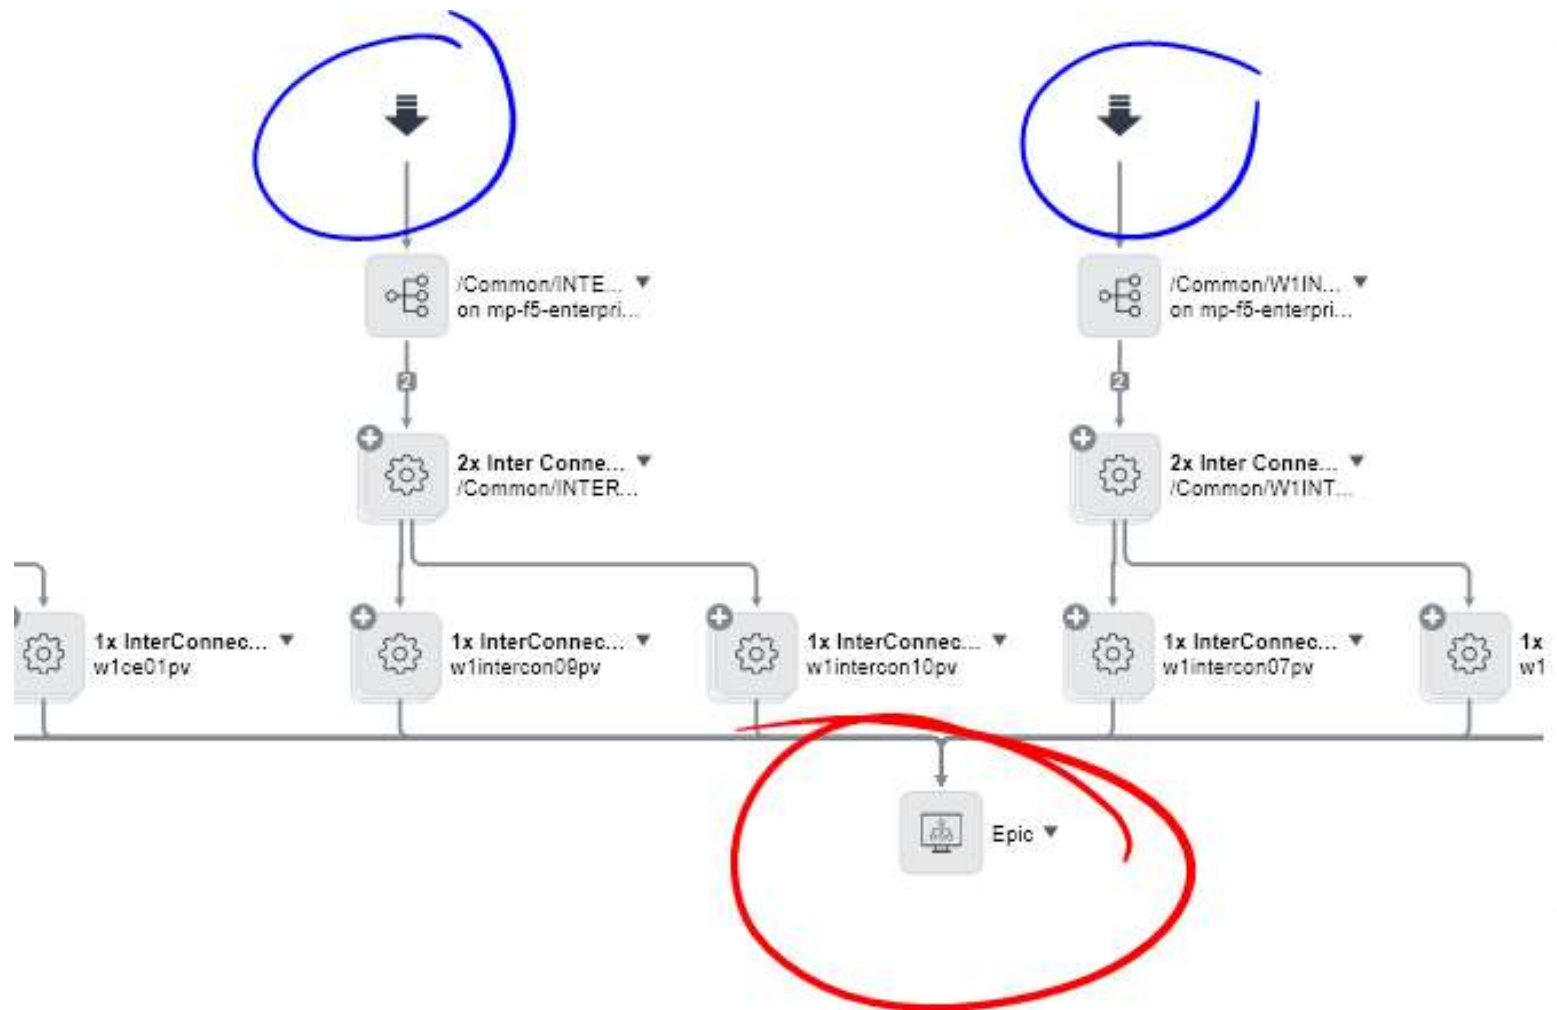 /Common/INTE...
on mp-f5-enterpri...
/Common/W1IN...
on mp-f5-enterpri...
2
2
2x Inter Conne...
/Common/INTER...
2x Inter Conne...
/Common/W1INT...
1x InterConnec...
w1ce01pv
1x InterConnec...
w1intercon09pv
1x InterConnec...
w1intercon10pv
1x InterConnec...
w1intercon07pv
1x
w1
Epic